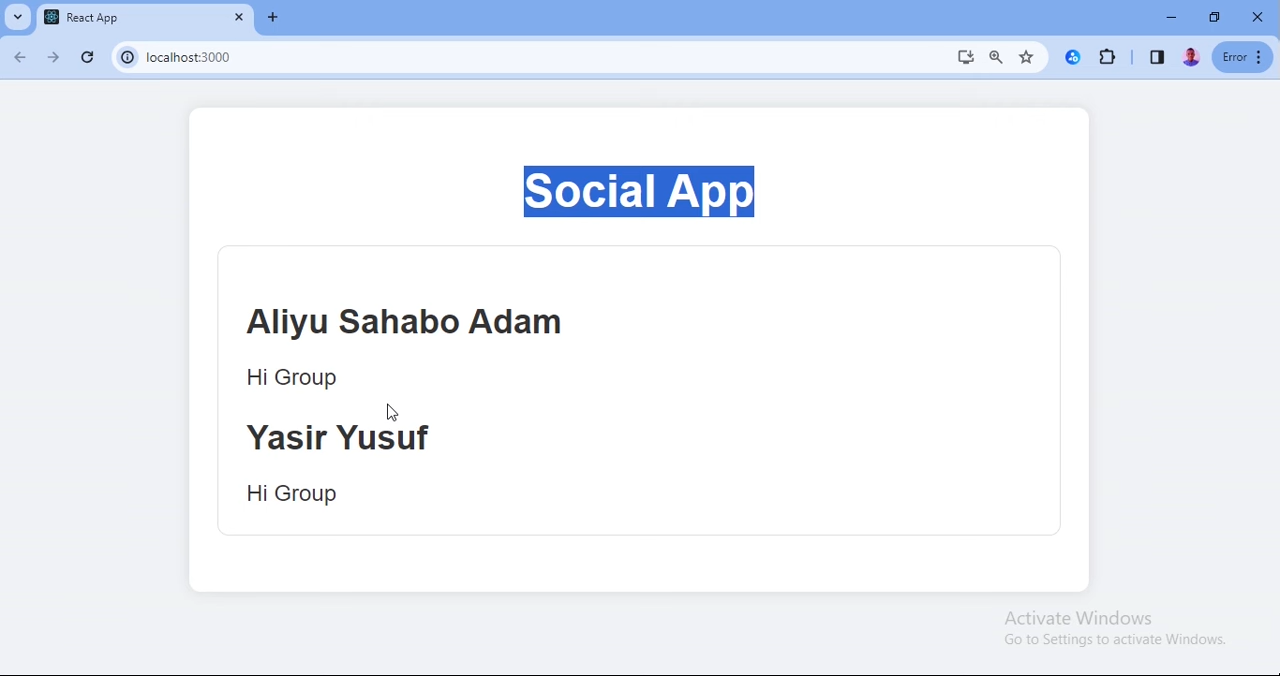 React App
localhost:3000
Error
Social App
Aliyu Sahabo Adam
Hi Group
Yasir Yusuf
Hi Group
Activate Windows
Go to Settings to activate Windows.